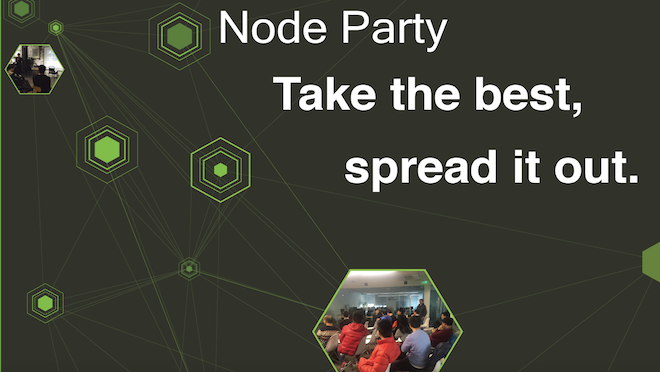 Node Party
Take the best,
spread it out.